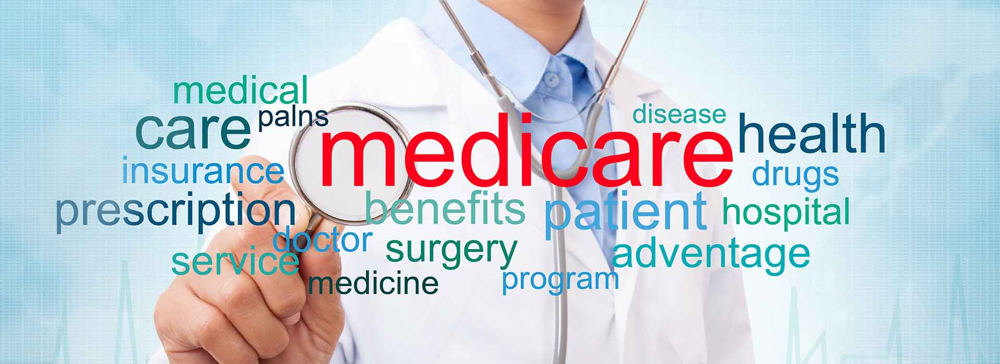 medical
care palns
medicare
disease
health
insurance
drugs
prescription
benefits
patient
hospital
doctor
surgery
adventage
service
medicine
program